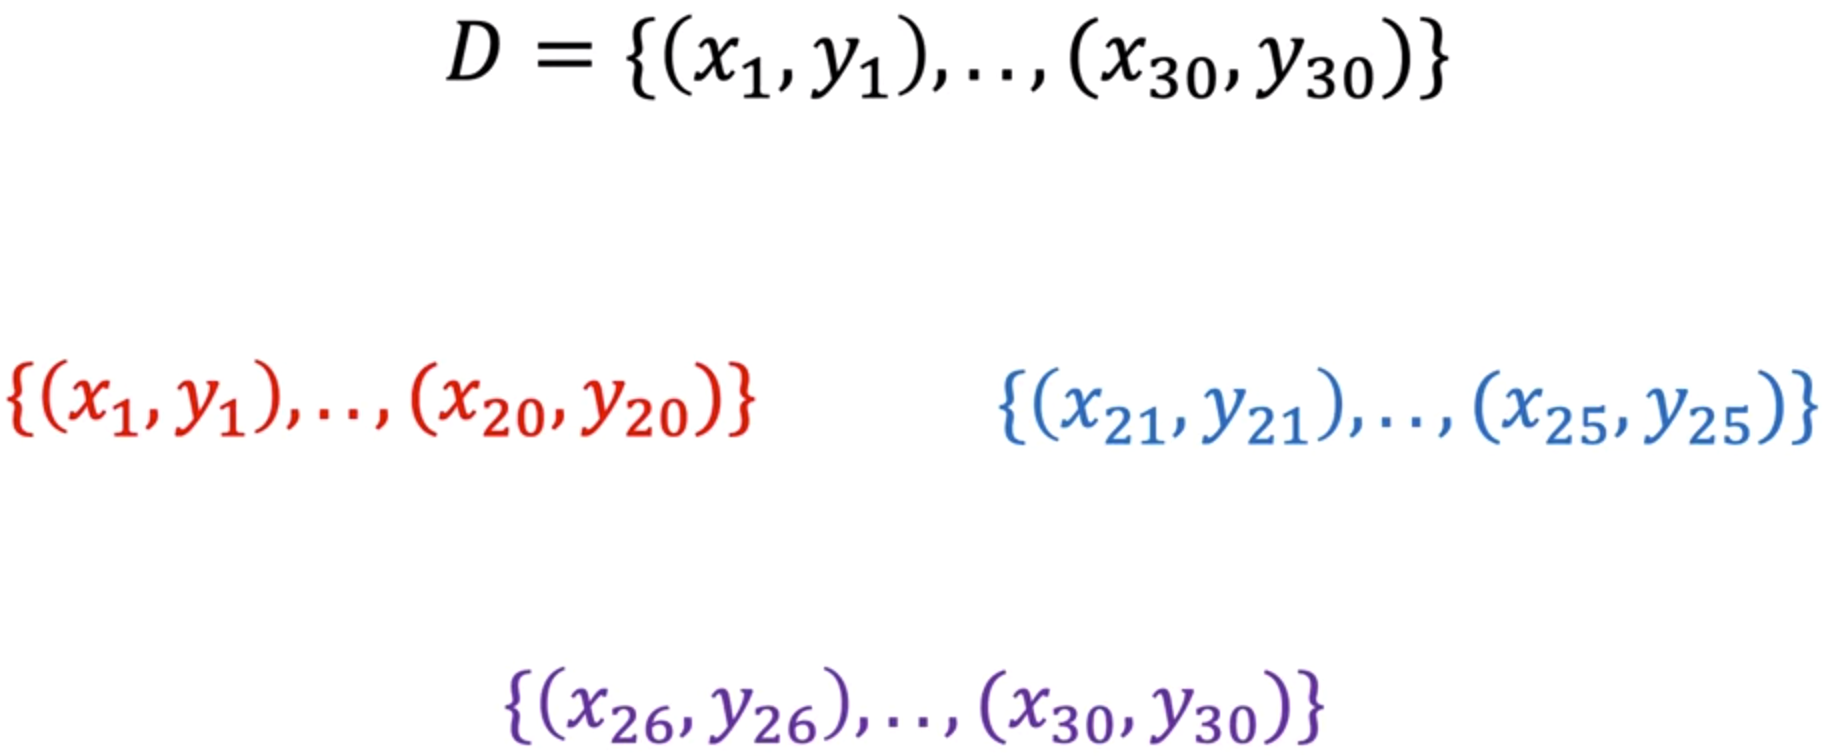 D = {(x₁, y₁), . . , (x₃₀, y₃₀)}
{(x₁, y₁), . . , (x₂₀, y₂₀)}
{(x₂₁, y₂₁), . . , (x₂₅, y₂₅)}
{(x₂₆, y₂₆), . . , (x₃₀, y₃₀)}